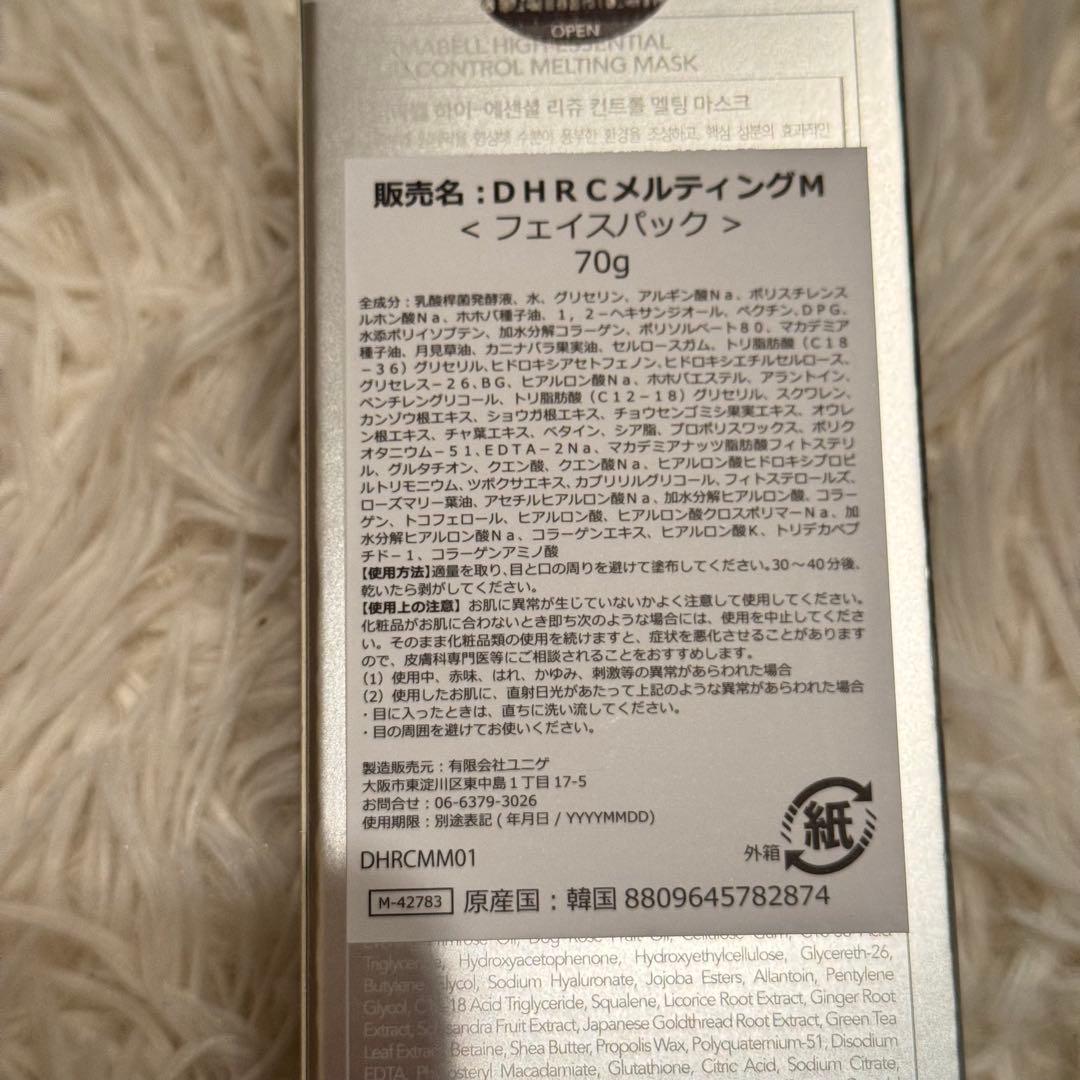 OPEN
MABELL HIGH-ESSENTIAL
CONTROL MELTING MASK
하이-에센셜 리쥬 컨트롤 멜팅 마스크
수분이 풍부한 환경을 조성하고, 핵심 성분의 효과적인
販売名：DHRCメルティングM
< フェイスパック >
70g
全成分：乳酸桿菌発酵液、水、グリセリン、アルギン酸Na、ポリスチレンス
ルホン酸Na、ホホバ種子油、1，2－ヘキサンジオール、ペクチン、DPG、
水添ポリイソブテン、加水分解コラーゲン、ポリソルベート80、マカデミア
種子油、月見草油、カニナバラ果実油、セルロースガム、トリ脂肪酸（C18
－36）グリセリル、ヒドロキシアセトフェノン、ヒドロキシエチルセルロース、
グリセレス－26、BG、ヒアルロン酸Na、ホホバエステル、アラントイン、
ペンチレングリコール、トリ脂肪酸（C12－18）グリセリル、スクワレン、
カンゾウ根エキス、ショウガ根エキス、チョウセンゴミシ果実エキス、オウレ
ン根エキス、チャ葉エキス、ベタイン、シア脂、プロポリスワックス、ポリク
オタニウム－51、EDTA－2Na、マカデミアナッツ脂肪酸フィトステリ
ル、グルタチオン、クエン酸、クエン酸Na、ヒアルロン酸ヒドロキシプロピ
ルトリモニウム、ツボクサエキス、カプリリルグリコール、フィトステロールズ、
ローズマリー葉油、アセチルヒアルロン酸Na、加水分解ヒアルロン酸、コラー
ゲン、トコフェロール、ヒアルロン酸、ヒアルロン酸クロスポリマーNa、加
水分解ヒアルロン酸Na、コラーゲンエキス、ヒアルロン酸K、トリデカペプ
チド－1、コラーゲンアミノ酸
【使用方法】適量を取り、目と口の周りを避けて塗布してください。30～40分後、
乾いたら剥がしてください。
【使用上の注意】お肌に異常が生じていないかよく注意して使用してください。
化粧品がお肌に合わないとき即ち次のような場合には、使用を中止してくださ
い。そのまま化粧品類の使用を続けますと、症状を悪化させることがあります
ので、皮膚科専門医等にご相談されることをおすすめします。
（1）使用中、赤味、はれ、かゆみ、刺激等の異常があらわれた場合
（2）使用したお肌に、直射日光があたって上記のような異常があらわれた場合
・目に入ったときは、直ちに洗い流してください。
・目の周囲を避けてお使いください。
製造販売元：有限会社ユニゲ
大阪市東淀川区東中島1丁目17-5
お問合せ：06-6379-3026
使用期限：別途表記 ( 年月日 / YYYYMMDD)
紙
外箱
DHRCMM01
M-42783 原産国：韓国 8809645782874
Oil, Dog Rose Fruit Oil, Cellulose Gum, C18-36 Acid
Hydroxyacetophenone, Hydroxyethylcellulose, Glycereth-26,
Butylene Glycol, Sodium Hyaluronate, Jojoba Esters, Allantoin, Pentylene
Glycol, C -18 Acid Triglyceride, Squalene, Licorice Root Extract, Ginger Root
Extract, Fruit Extract, Japanese Goldthread Root Extract, Green Tea
Leaf Extract, Betaine, Shea Butter, Propolis Wax, Polyquaternium-51, Disodium
EDTA, Macadamiate, Glutathione, Citric Acid, Sodium Citrate,